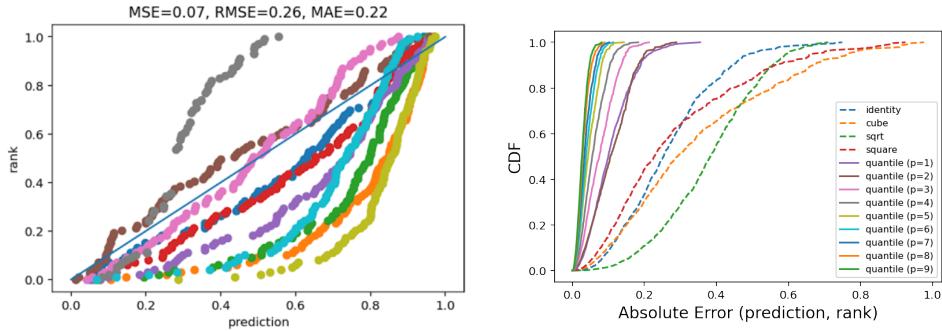 MSE=0.07, RMSE=0.26, MAE=0.22
1.0
0.8
0.6
0.4
0.2
0.0
rank
0.0 0.2 0.4 0.6 0.8 1.0
prediction
1.0
0.8
0.6
0.4
0.2
0.0
CDF
identity
cube
sqrt
square
quantile (p=1)
quantile (p=2)
quantile (p=3)
quantile (p=4)
quantile (p=5)
quantile (p=6)
quantile (p=7)
quantile (p=8)
quantile (p=9)
0.0 0.2 0.4 0.6 0.8 1.0
Absolute Error (prediction, rank)